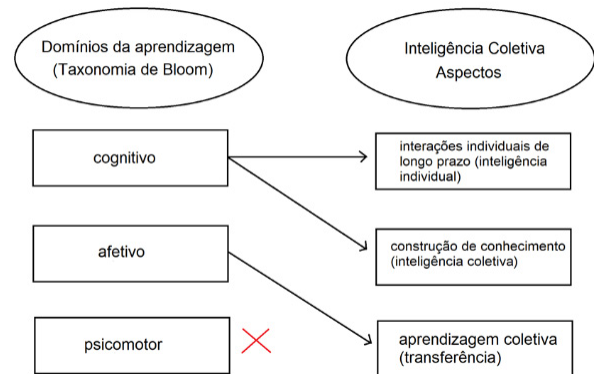 Domínios da aprendizagem
(Taxonomia de Bloom)
Inteligência Coletiva
Aspectos
cognitivo
interações individuais de
longo prazo (inteligência
individual)
afetivo
construção de conhecimento
(inteligência coletiva)
psicomotor
aprendizagem coletiva
(transferência)